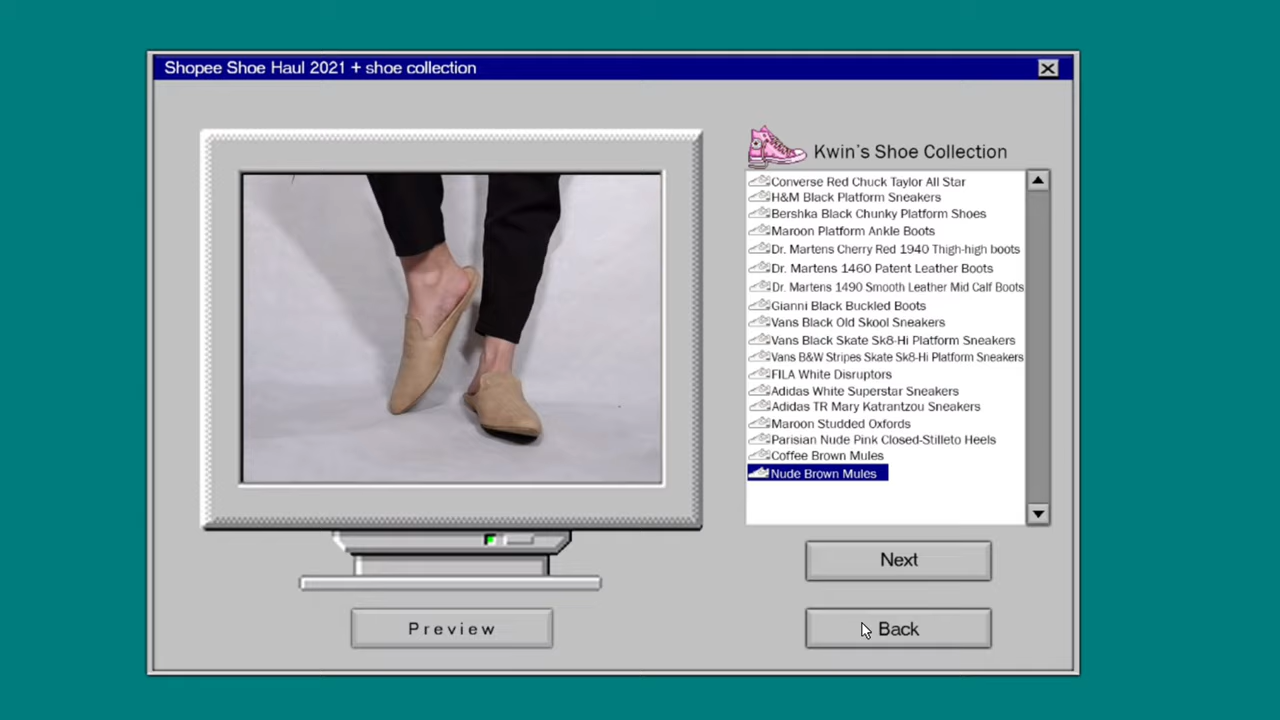 Shopee Shoe Haul 2021 + shoe collection
Kwin's Shoe Collection
Converse Red Chuck Taylor All Star
H&M Black Platform Sneakers
Bershka Black Chunky Platform Shoes
Maroon Platform Ankle Boots
Dr. Martens Cherry Red 1940 Thigh-high boots
Dr. Martens 1460 Patent Leather Boots
Dr. Martens 1490 Smooth Leather Mid Calf Boots
Gianni Black Buckled Boots
Vans Black Old Skool Sneakers
Vans Black Skate Sk8-Hi Platform Sneakers
Vans B&W Stripes Skate Sk8-Hi Platform Sneakers
FILA White Disruptors
Adidas White Superstar Sneakers
Adidas TR Mary Katrantzou Sneakers
Maroon Studded Oxfords
Parisian Nude Pink Closed-Stilleto Heels
Coffee Brown Mules
Nude Brown Mules
Next
Preview
Back